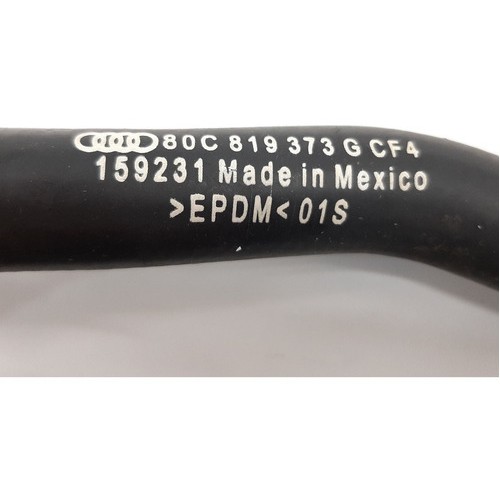 80C 819 373 G CF4
159231 Made in Mexico
>EPDM< 01S